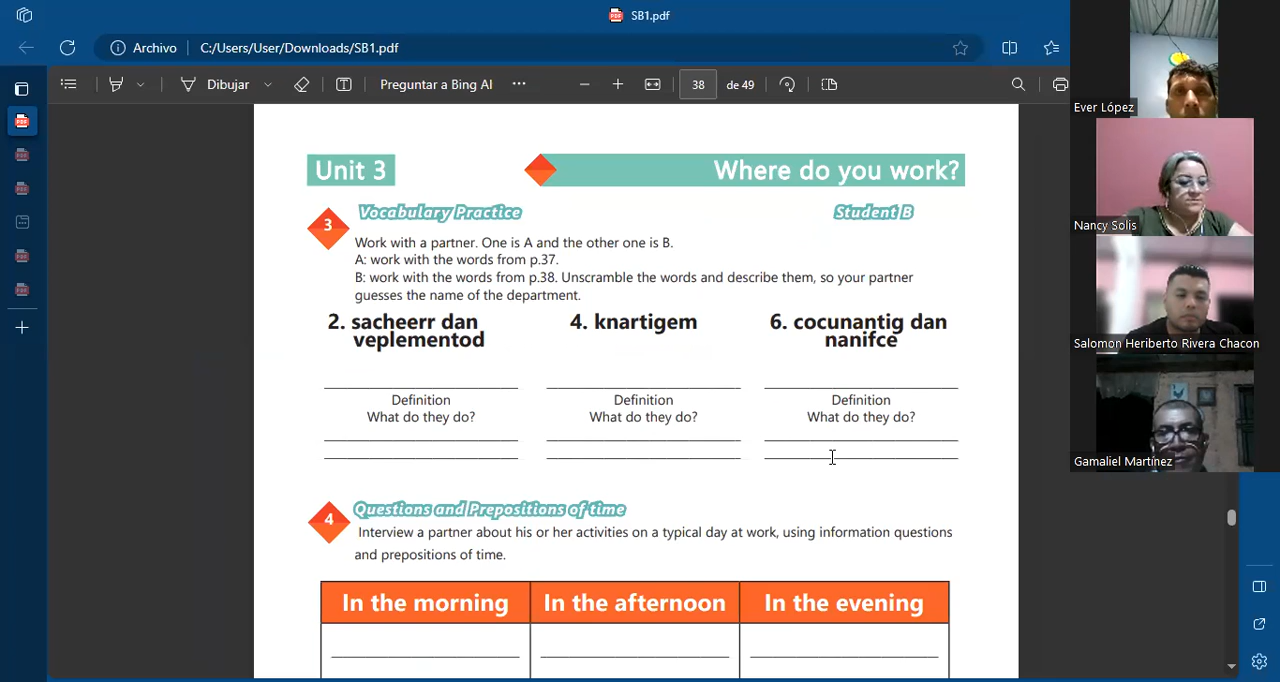 SB1.pdf
Archivo C:/Users/User/Downloads/SB1.pdf
Dibujar Preguntar a Bing AI 38 de 49
Unit 3 Where do you work?
3 Vocabulary Practice Student B
Work with a partner. One is A and the other one is B.
A: work with the words from p.37.
B: work with the words from p.38. Unscramble the words and describe them, so your partner
guesses the name of the department.
2. sacheerr dan 4. knartigem 6. cocunantig dan
veplementod nanifce
Definition Definition Definition
What do they do? What do they do? What do they do?
4 Questions and Prepositions of time
Interview a partner about his or her activities on a typical day at work, using information questions
and prepositions of time.
In the morning In the afternoon In the evening
Ever López
Nancy Solis
Salomon Heriberto Rivera Chacon
Gamaliel Martínez